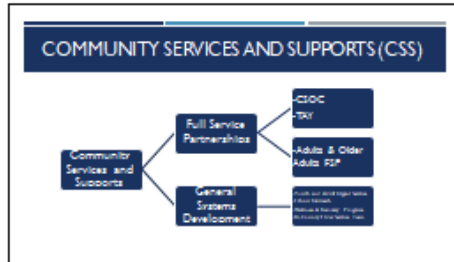 COMMUNITY SERVICES AND SUPPORTS (CSS)
-CSOC
-TAY
Full Service
Partnerships
-Adults & Older
Adults FSP
Community
Services and
Supports
General
Systems
Development